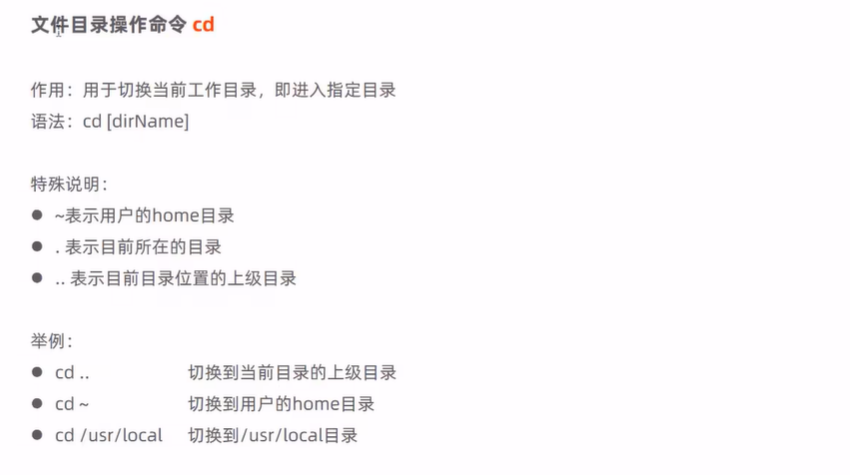 文件目录操作命令 cd
作用：用于切换当前工作目录，即进入指定目录
语法：cd [dirName]
特殊说明：
● ~表示用户的home目录
● . 表示目前所在的目录
● .. 表示目前目录位置的上级目录
举例：
● cd .. 切换到当前目录的上级目录
● cd ~ 切换到用户的home目录
● cd /usr/local 切换到/usr/local目录